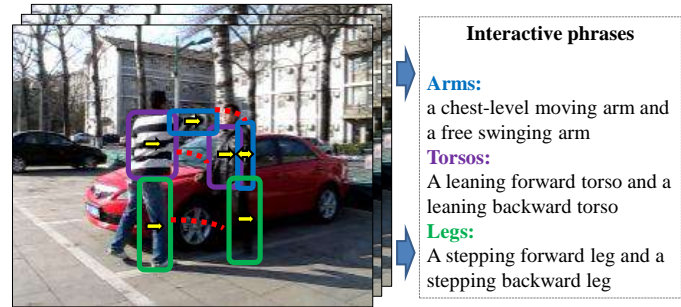 Interactive phrases
Arms:
a chest-level moving arm and
a free swinging arm
Torsos:
A leaning forward torso and a
leaning backward torso
Legs:
A stepping forward leg and a
stepping backward leg